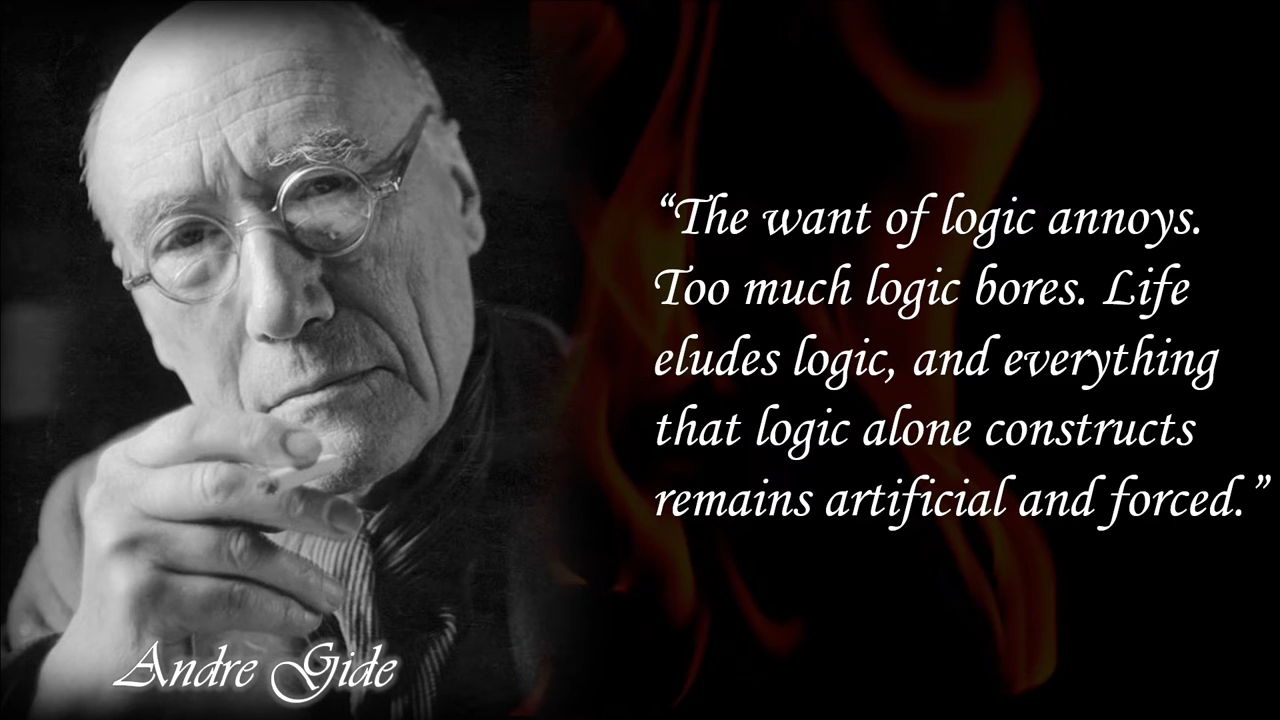 “The want of logic annoys.
Too much logic bores. Life
eludes logic, and everything
that logic alone constructs
remains artificial and forced.”
Andre Gide